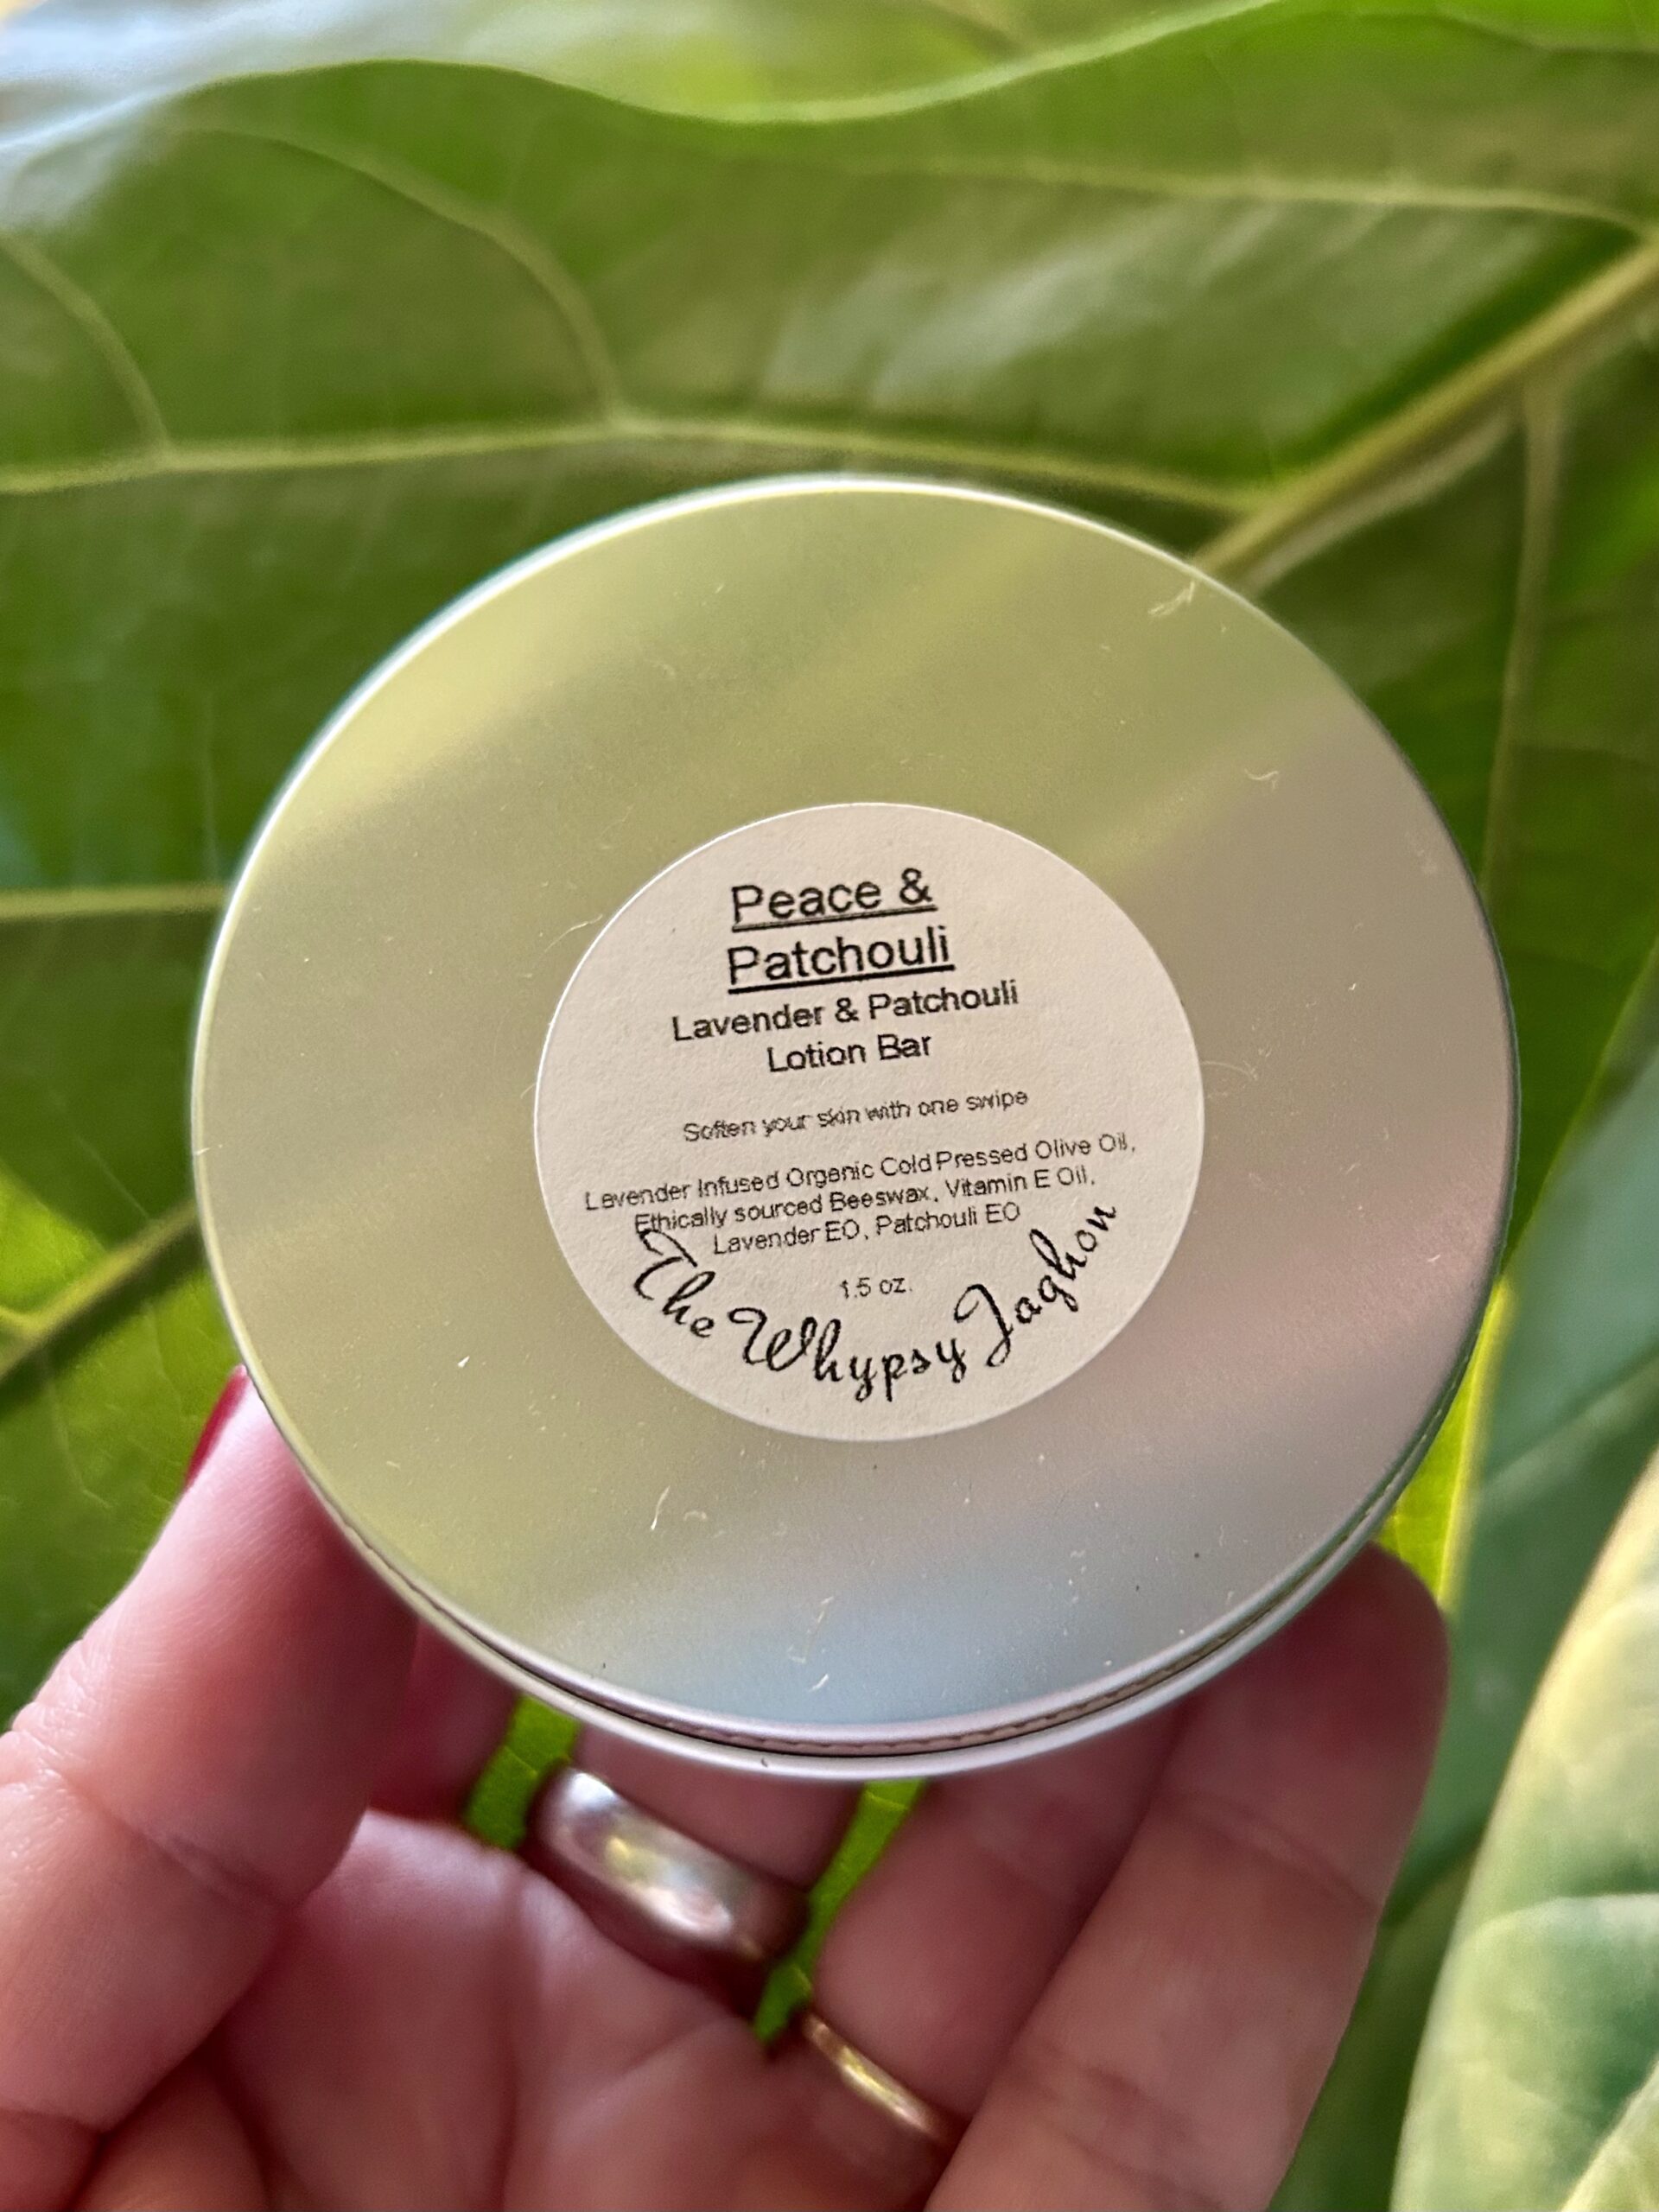 Peace &
Patchouli
Lavender & Patchouli
Lotion Bar
Soften your skin with one swipe
Lavender Infused Organic Cold Pressed Olive Oil,
Ethically sourced Beeswax, Vitamin E Oil,
Lavender EO, Patchouli EO
1.5 oz.
The Whypsy Jaghon